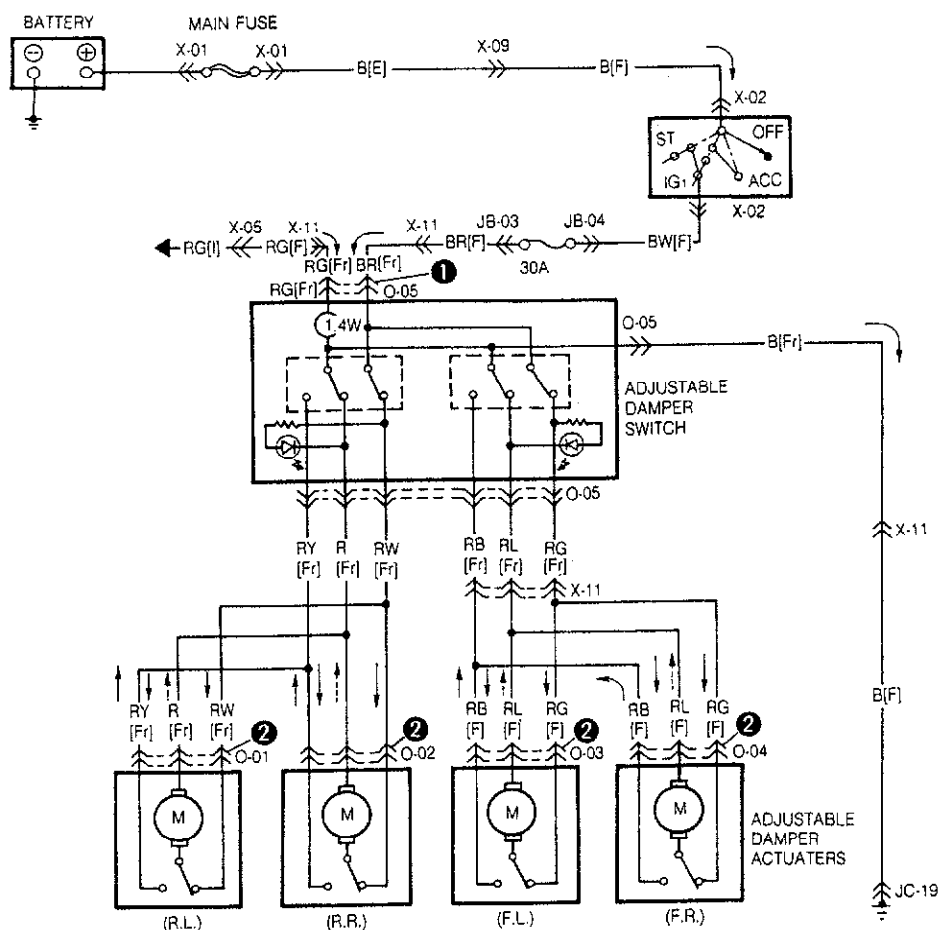 BATTERY
MAIN FUSE
X-01
X-01
B[E]
X-09
B[F]
X-02
ST
OFF
IG1
ACC
X-02
RG[I]
X-05
RG[F]
X-11
X-11
BR[F]
JB-03
JB-04
BW[F]
30A
RG[Fr]
BR[Fr]
1
RG[Fr]
O-05
1.4W
O-05
B[Fr]
ADJUSTABLE
DAMPER
SWITCH
O-05
X-11
RY
[Fr]
R
[Fr]
RW
[Fr]
RB
[Fr]
RL
[Fr]
RG
[Fr]
X-11
B[F]
RY
[Fr]
R
[Fr]
RW
[Fr]
2
O-01
2
O-02
RB
[F]
RL
[F]
RG
[F]
2
O-03
RB
[F]
RL
[F]
RG
[F]
2
O-04
M
M
M
M
ADJUSTABLE
DAMPER
ACTUATERS
JC-19
(R.L.)
(R.R.)
(F.L.)
(F.R.)